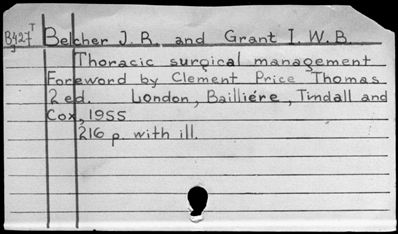 B427 T Belcher J. R. and Grant I. W. B.
Thoracic surgical management
Foreword by Clement Price Thomas
2 ed. London, Bailliére, Tindall and
Cox, 1955
216 p. with ill.